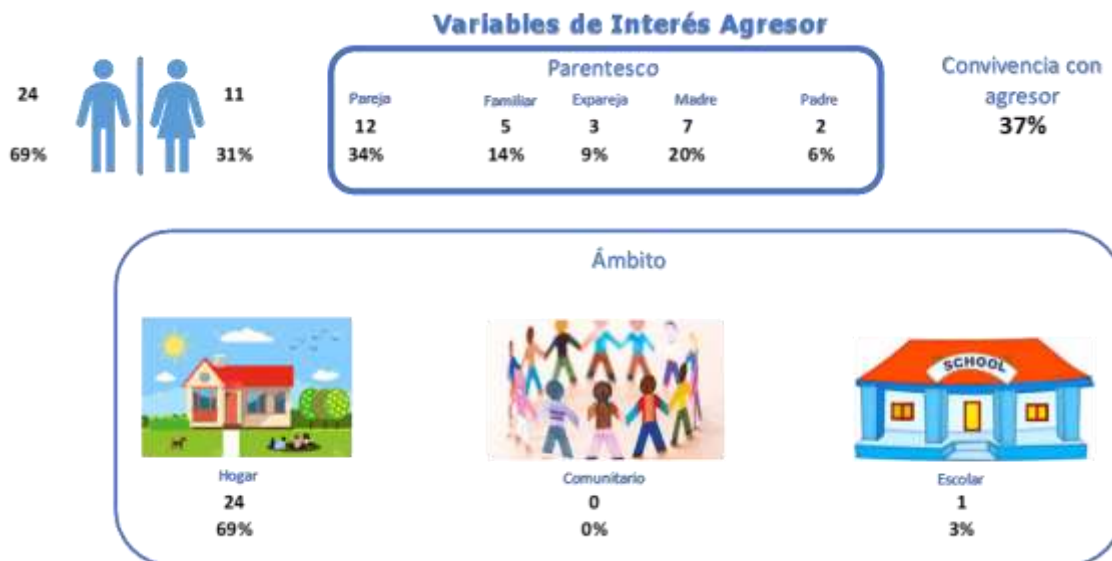 Variables de Interés Agresor
24
69%
11
31%
Parentesco
Pareja Familiar Expareja Madre Padre
12 5 3 7 2
34% 14% 9% 20% 6%
Convivencia con
agresor
37%
Ámbito
SCHOOL
Hogar Comunitario Escolar
24 0 1
69% 0% 3%